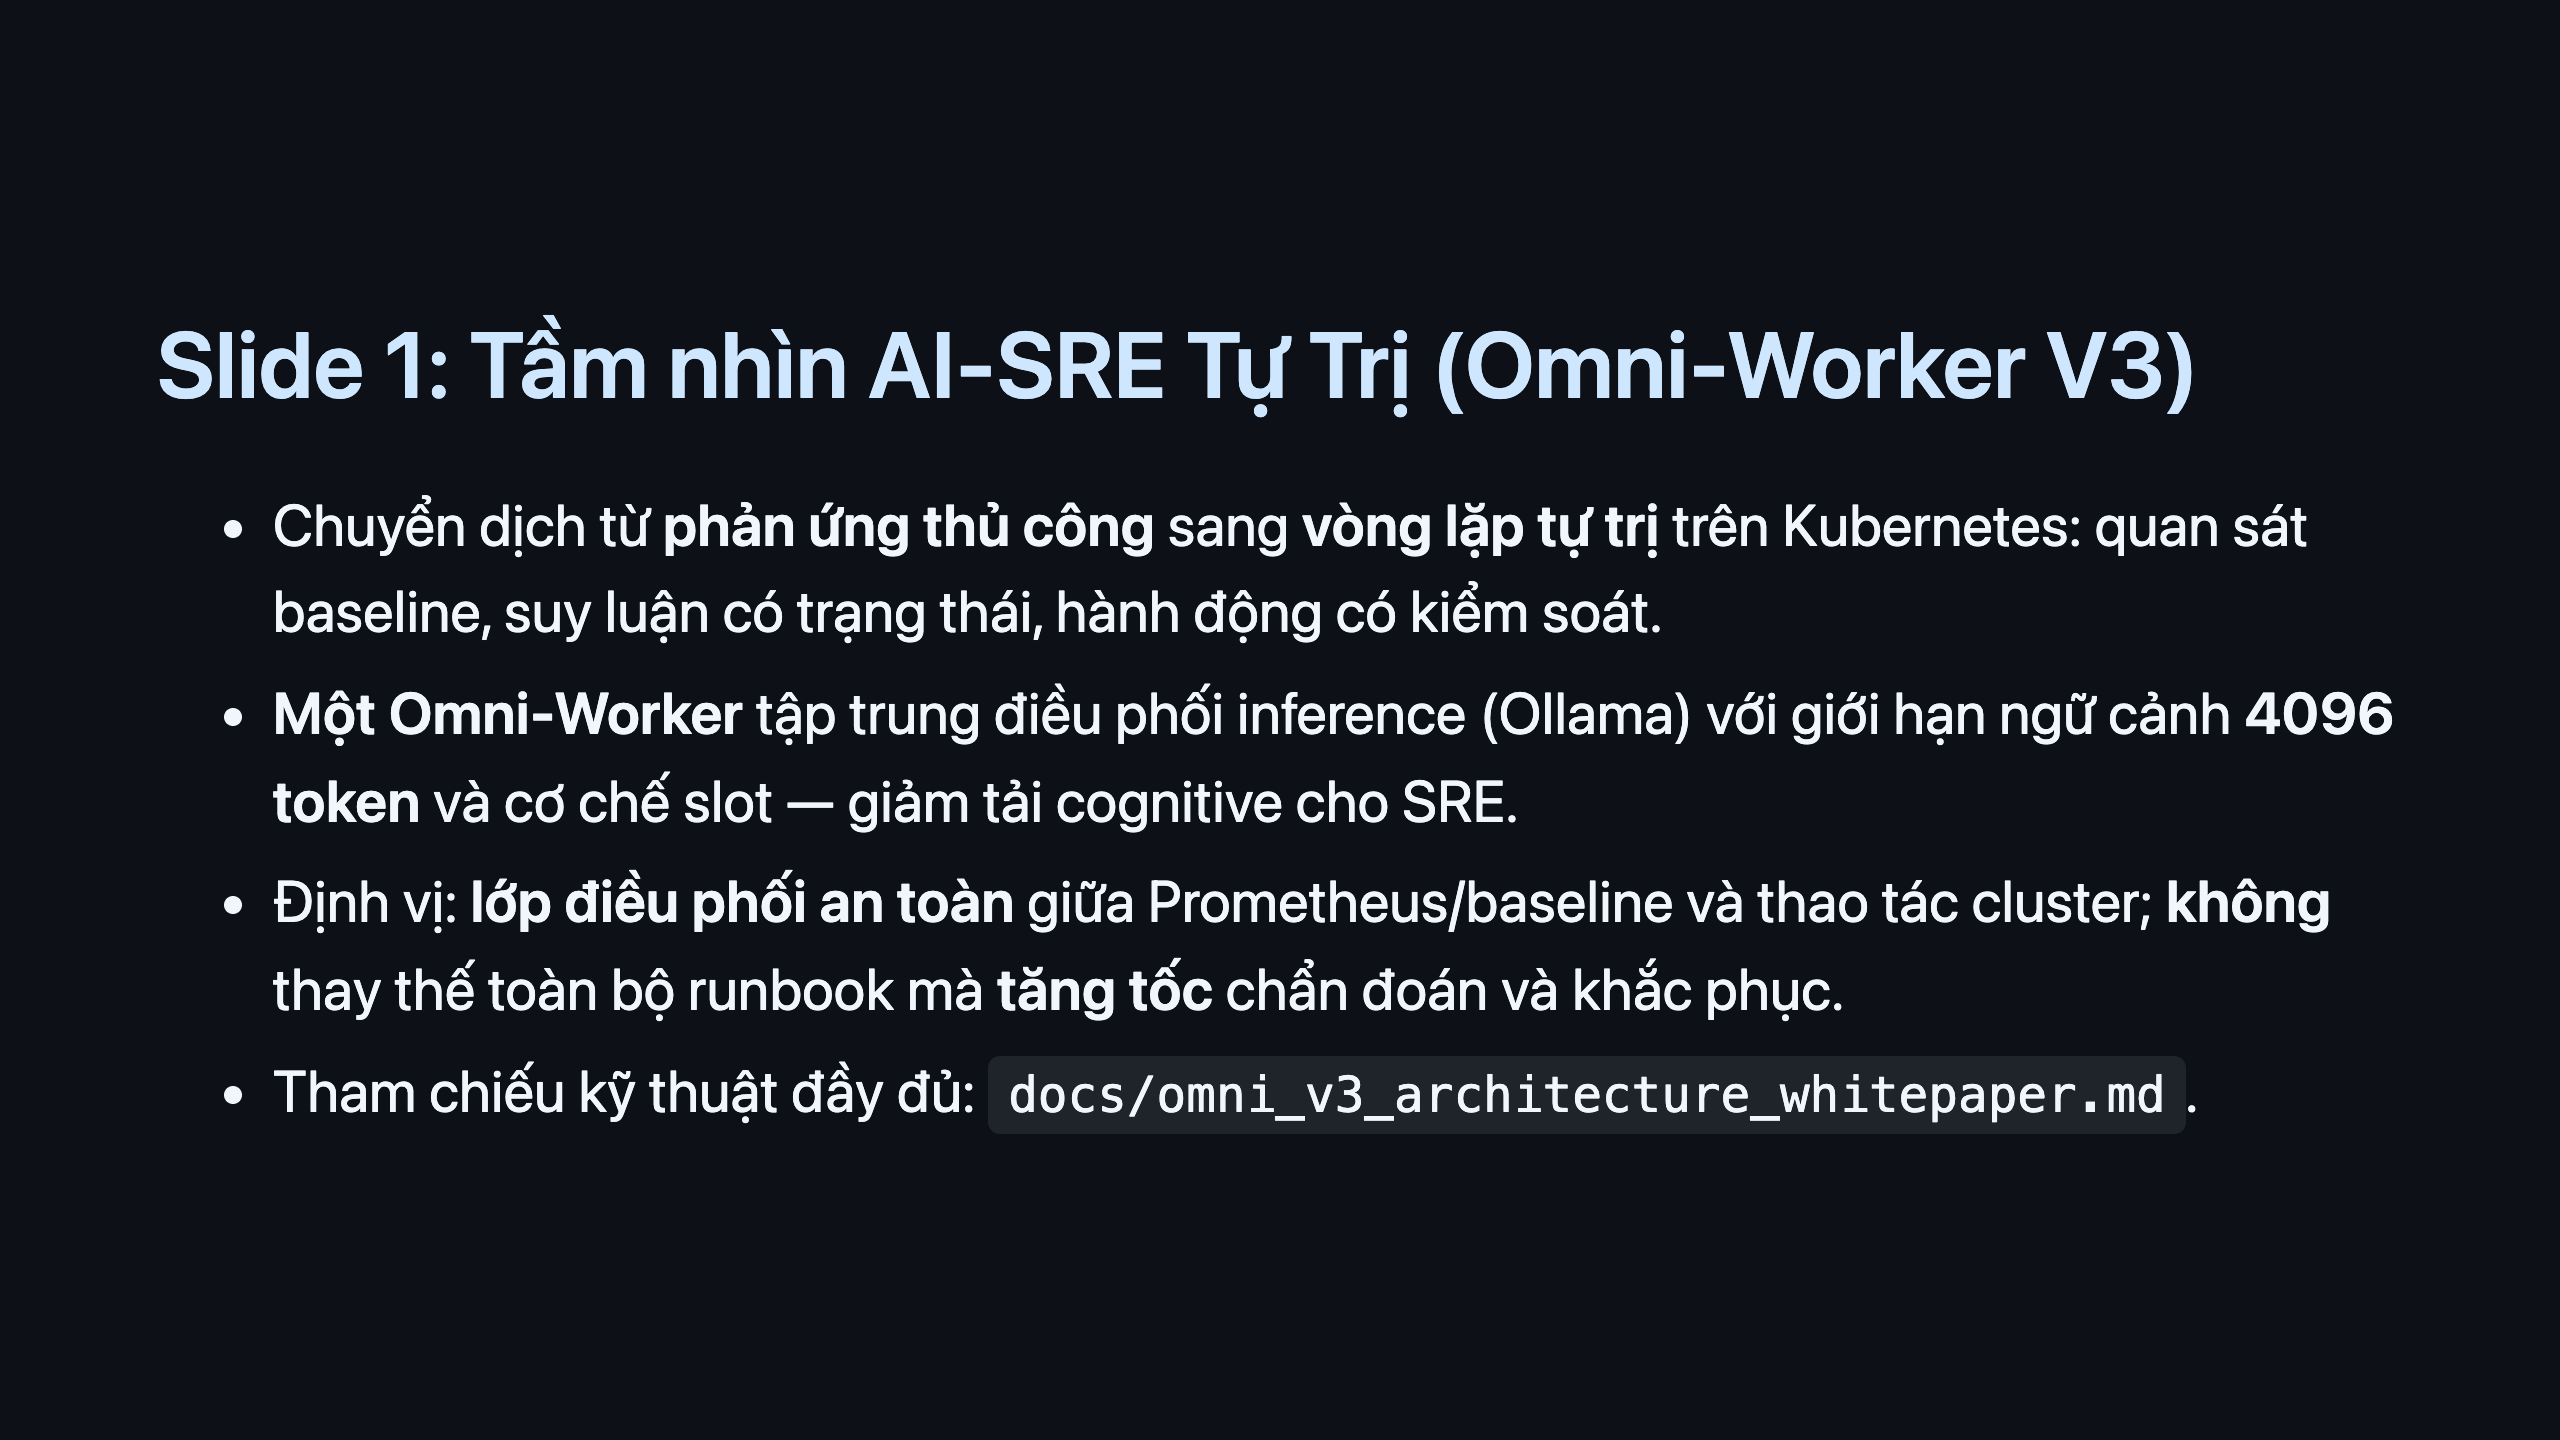 Slide 1: Tầm nhìn AI-SRE Tự Trị (Omni-Worker V3)
• Chuyển dịch từ phản ứng thủ công sang vòng lặp tự trị trên Kubernetes: quan sát
baseline, suy luận có trạng thái, hành động có kiểm soát.
• Một Omni-Worker tập trung điều phối inference (Ollama) với giới hạn ngữ cảnh 4096
token và cơ chế slot — giảm tải cognitive cho SRE.
• Định vị: lớp điều phối an toàn giữa Prometheus/baseline và thao tác cluster; không
thay thế toàn bộ runbook mà tăng tốc chẩn đoán và khắc phục.
• Tham chiếu kỹ thuật đầy đủ: docs/omni_v3_architecture_whitepaper.md .